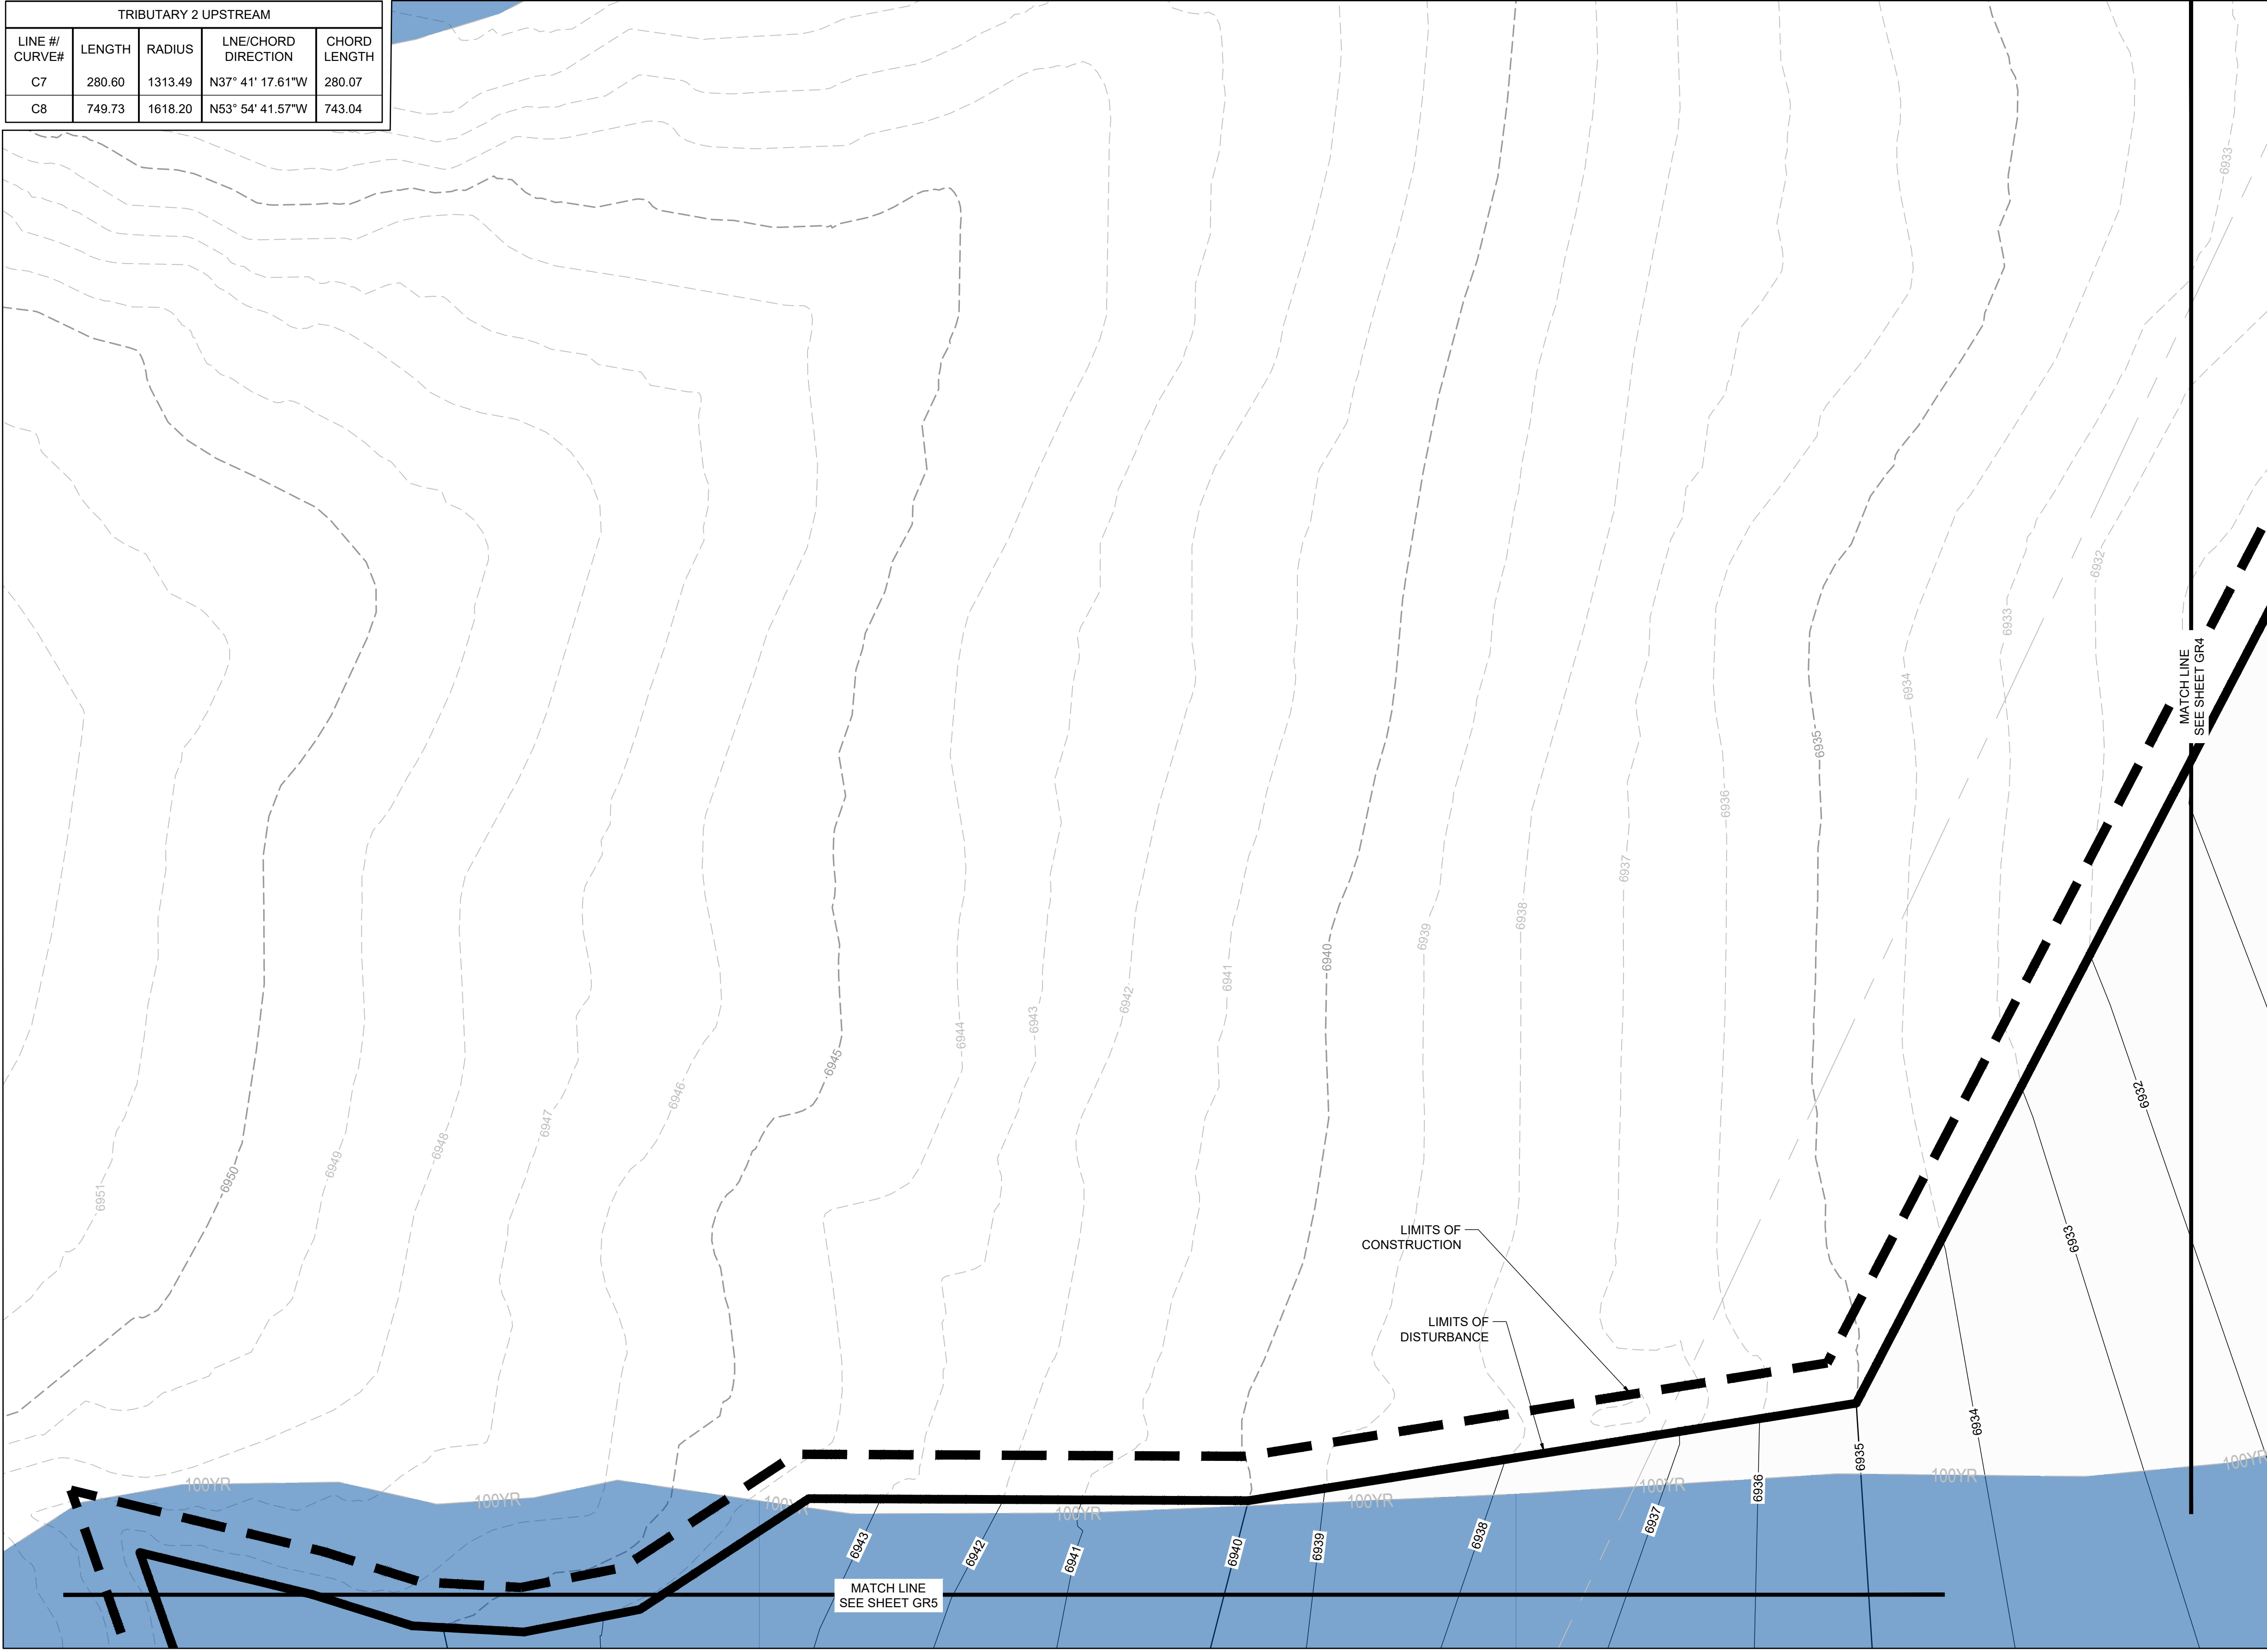 TRIBUTARY 2 UPSTREAM
LINE #/ CURVE# LENGTH RADIUS LNE/CHORD DIRECTION CHORD LENGTH
C7 280.60 1313.49 N37° 41' 17.61"W 280.07
C8 749.73 1618.20 N53° 54' 41.57"W 743.04
6933
6932
6933
MATCH LINE
SEE SHEET GR4
6934
6935
6936
6937
6938
6939
6940
6941
6942
6943
6944
6945
6946
6947
6948
6949
6950
6951
6932
6933
LIMITS OF
CONSTRUCTION
LIMITS OF
DISTURBANCE
6934
6935
100YR
100YR
100YR
100YR
100YR
100YR
100YR
100YR
6936
6937
6938
6939
6940
6941
6942
6943
MATCH LINE
SEE SHEET GR5